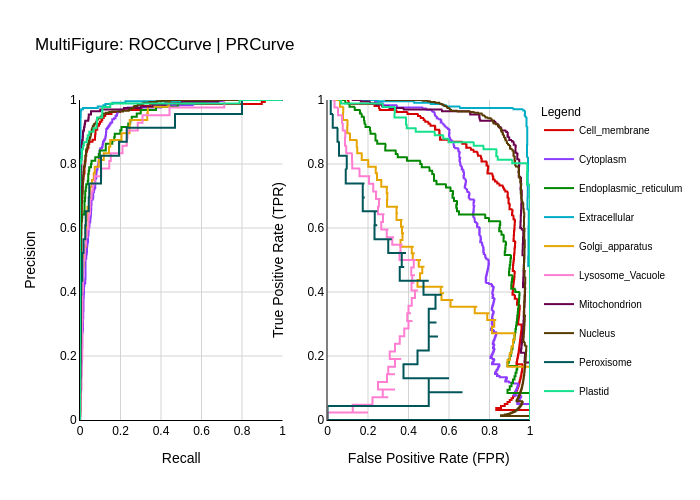 MultiFigure: ROCCurve | PRCurve
Legend
1
0.8
0.6
0.4
0.2
0
Precision
0
0.2
0.4
0.6
0.8
1
Recall
1
0.8
0.6
0.4
0.2
0
True Positive Rate (TPR)
0
0.2
0.4
0.6
0.8
1
False Positive Rate (FPR)
Cell_membrane
Cytoplasm
Endoplasmic_reticulum
Extracellular
Golgi_apparatus
Lysosome_Vacuole
Mitochondrion
Nucleus
Peroxisome
Plastid